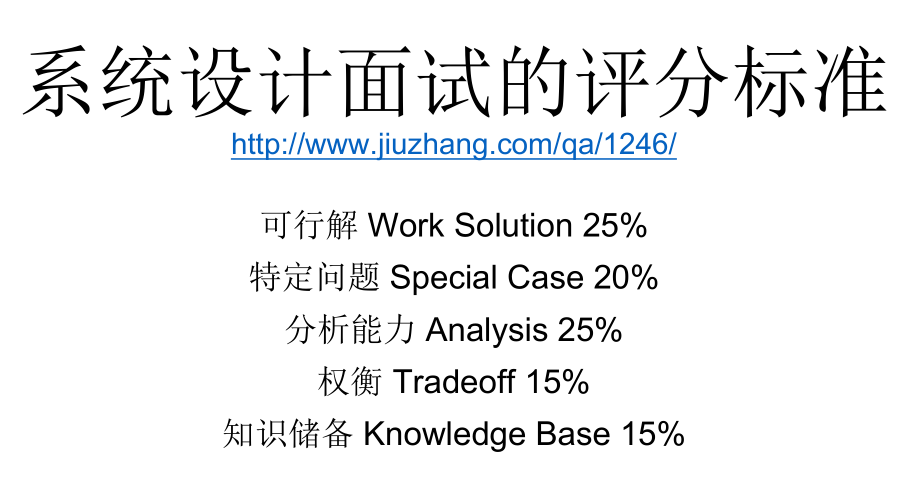 系统设计面试的评分标准
http://www.jiuzhang.com/qa/1246/
可行解 Work Solution 25%
特定问题 Special Case 20%
分析能力 Analysis 25%
权衡 Tradeoff 15%
知识储备 Knowledge Base 15%